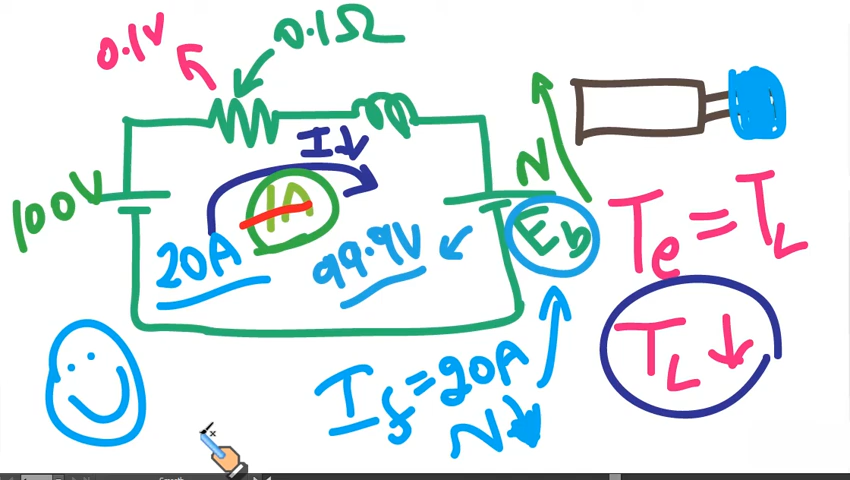 0.1V
0.1Ω
I↓
N
100V
1A
20A
99.9V
Eb
Te = TL
TL ↓
If = 20A
N↓